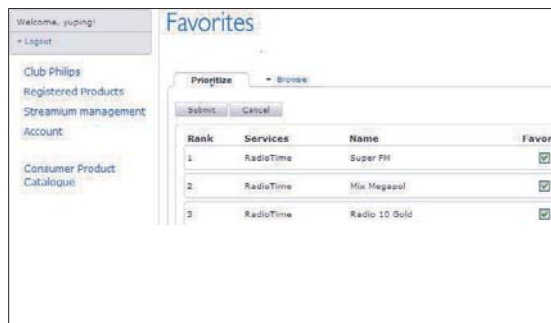 Welcome, yuping!
Logout
Club Philips
Registered Products
Streamium management
Account
Consumer Product
Catalogue
Favorites
Prioritize Browse
Submit Cancel
Rank Services Name Favor
1 RadioTime Super FM
2 RadioTime Mix Megapol
3 RadioTime Radio 10 Gold